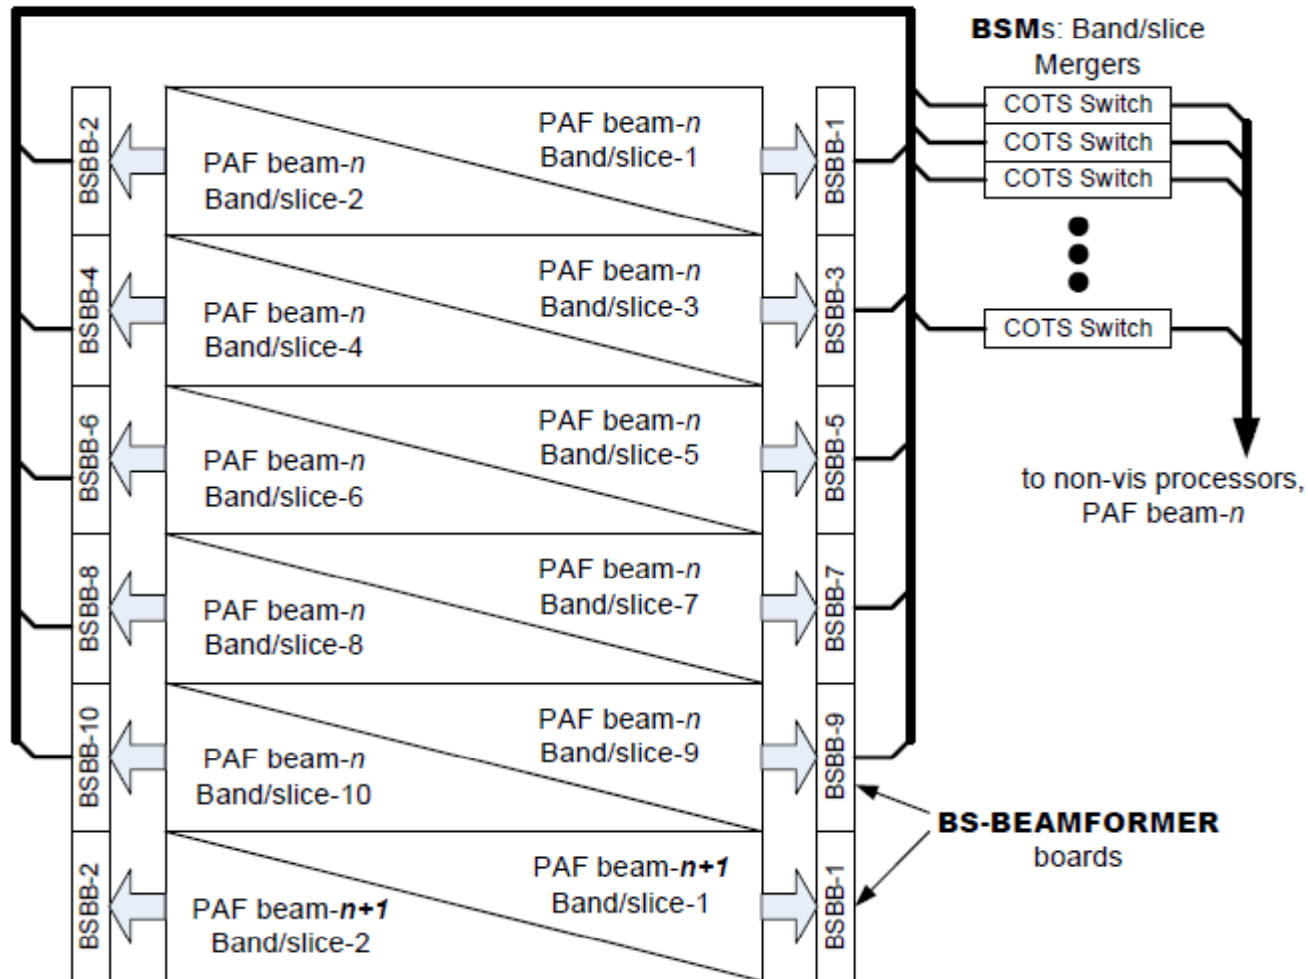 BSMs: Band/slice
Mergers
COTS Switch
COTS Switch
COTS Switch
COTS Switch
to non-vis processors,
PAF beam-n
BSBB-2
PAF beam-n
Band/slice-2
PAF beam-n
Band/slice-1
BSBB-1
BSBB-4
PAF beam-n
Band/slice-4
PAF beam-n
Band/slice-3
BSBB-3
BSBB-6
PAF beam-n
Band/slice-6
PAF beam-n
Band/slice-5
BSBB-5
BSBB-8
PAF beam-n
Band/slice-8
PAF beam-n
Band/slice-7
BSBB-7
BSBB-10
PAF beam-n
Band/slice-10
PAF beam-n
Band/slice-9
BSBB-9
BSBB-2
PAF beam-n+1
Band/slice-2
PAF beam-n+1
Band/slice-1
BSBB-1
BS-BEAMFORMER
boards